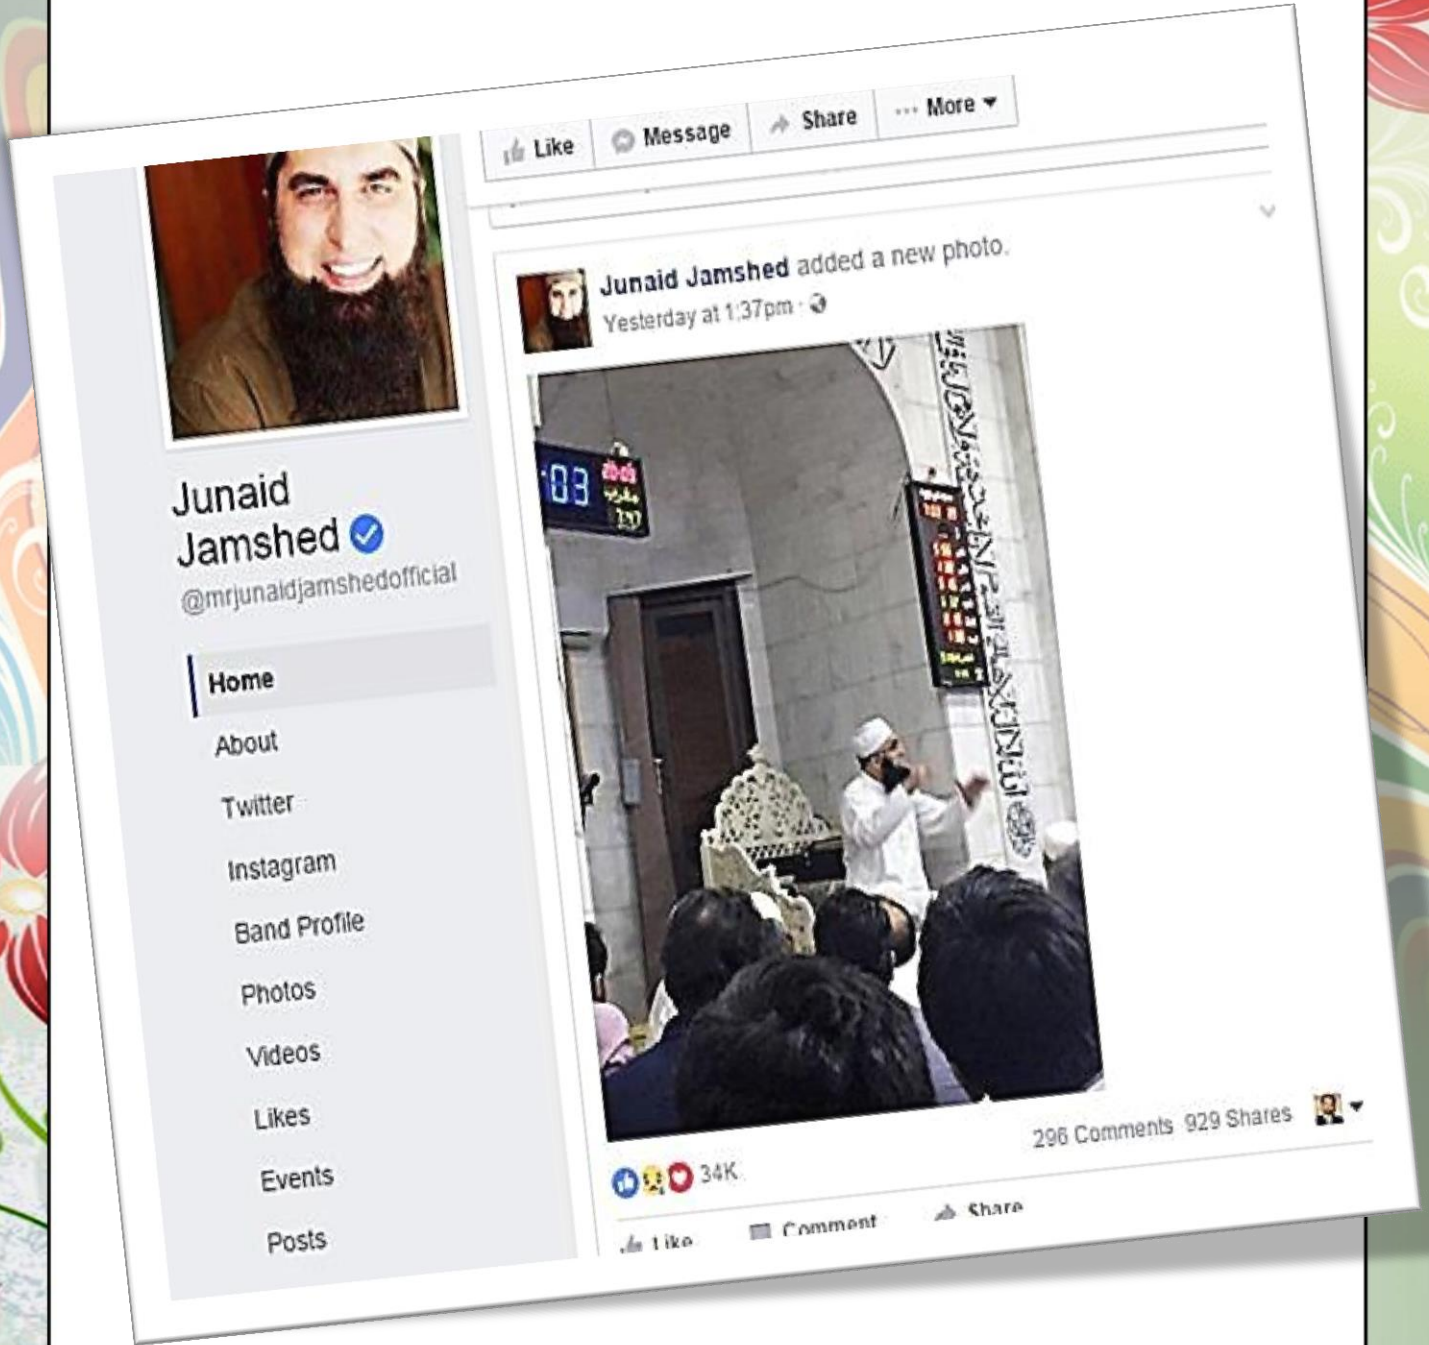 Like
Message
Share
More
Junaid Jamshed added a new photo.
Yesterday at 1:37pm
:03
Junaid
Jamshed
@mrjunaidjamshedofficial
Home
About
Twitter
Instagram
Band Profile
Photos
Videos
Likes
Events
Posts
296 Comments 929 Shares
34K
Like
Comment
Share